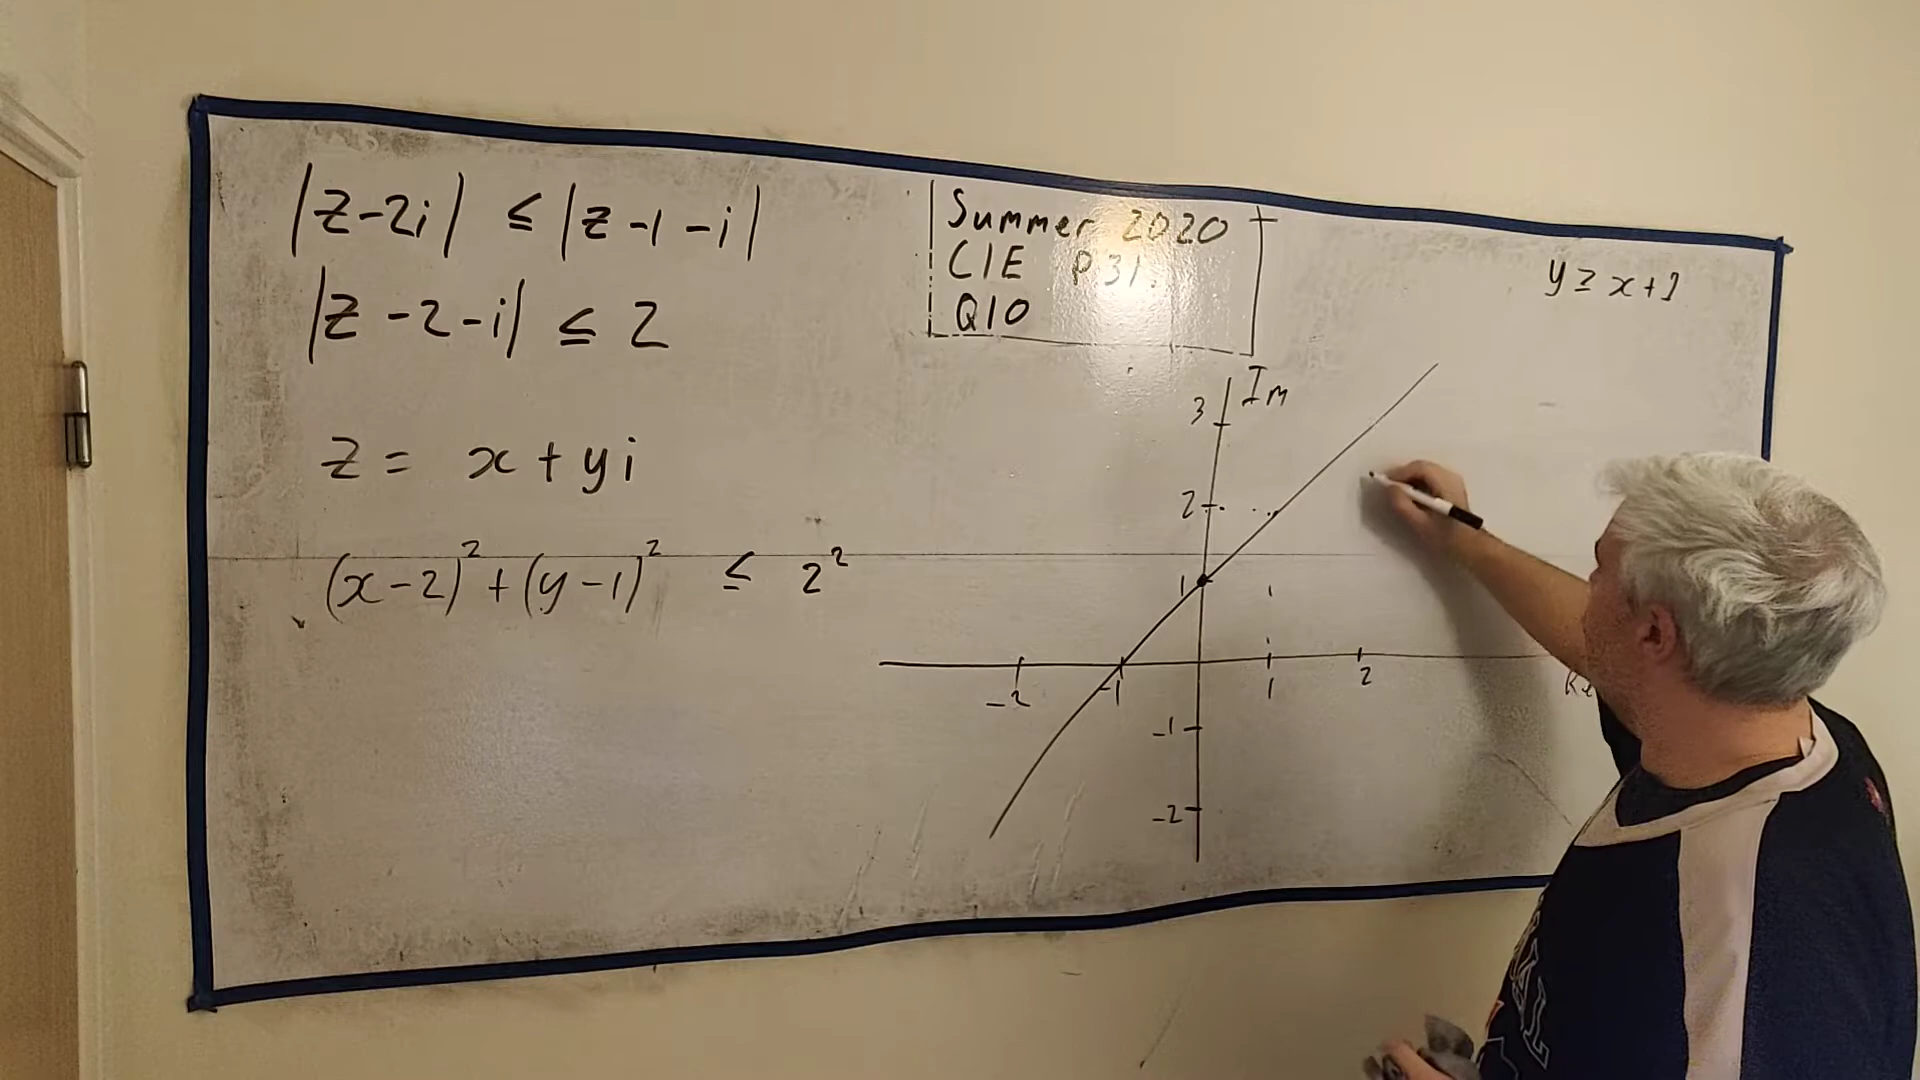 |z-2i| ≤ |z-1-i|
|z-2-i| ≤ 2
z = x + yi
(x-2)² + (y-1)² ≤ 2²
Summer 2020
CIE P31.
Q10
y ≥ x+1
Im
3
2
1
-2 -1 1 2 Re
-1
-2